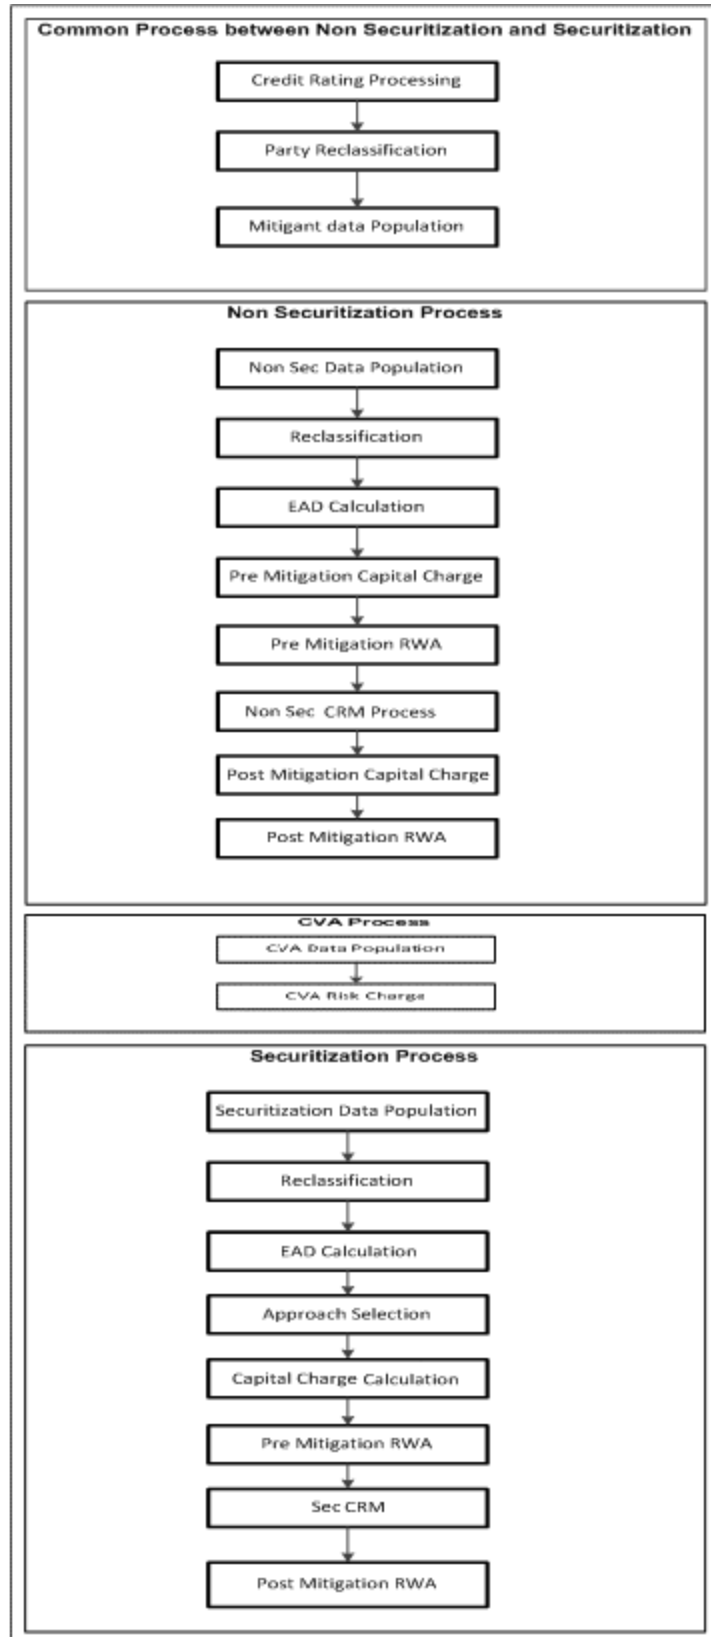 Common Process between Non Securitization and Securitization
Credit Rating Processing
Party Reclassification
Mitigant data Population
Non Securitization Process
Non Sec Data Population
Reclassification
EAD Calculation
Pre Mitigation Capital Charge
Pre Mitigation RWA
Non Sec CRM Process
Post Mitigation Capital Charge
Post Mitigation RWA
CVA Process
CVA Data Population
CVA Risk Charge
Securitization Process
Securitization Data Population
Reclassification
EAD Calculation
Approach Selection
Capital Charge Calculation
Pre Mitigation RWA
Sec CRM
Post Mitigation RWA